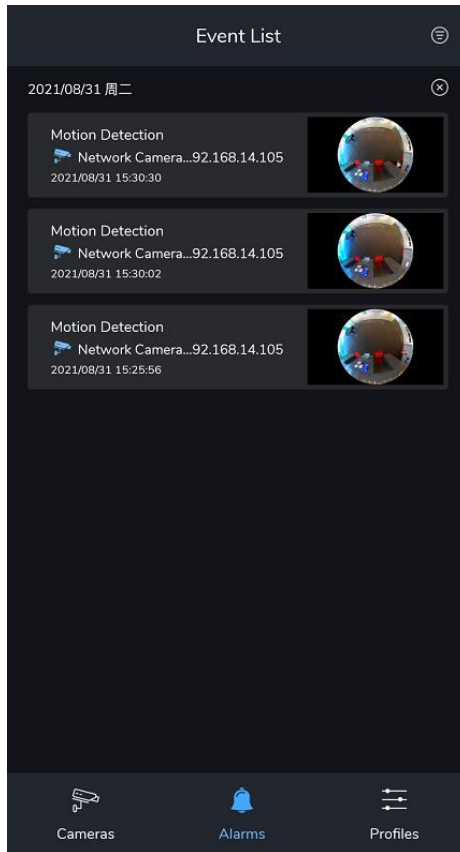 Event List
2021/08/31 周二
Motion Detection
Network Camera...92.168.14.105
2021/08/31 15:30:30
Motion Detection
Network Camera...92.168.14.105
2021/08/31 15:30:02
Motion Detection
Network Camera...92.168.14.105
2021/08/31 15:25:56
Cameras
Alarms
Profiles